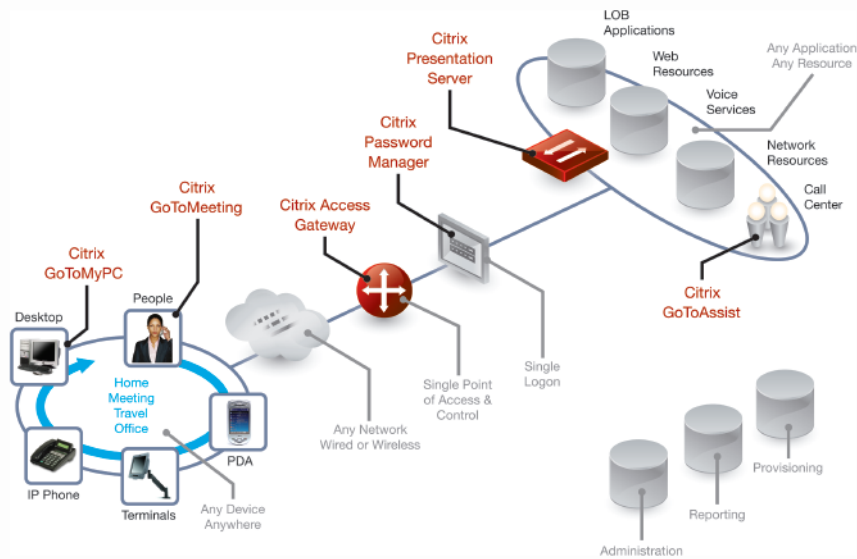 LOB
Applications
Citrix
Presentation
Server
Web
Resources
Any Application
Any Resource
Voice
Services
Citrix
Password
Manager
Network
Resources
Citrix
GoToMeeting
Call
Center
Citrix Access
Gateway
Citrix
GoToMyPC
Citrix
GoToAssist
People
Desktop
Home
Meeting
Travel
Office
Single
Logon
Single Point
of Access &
Control
Any Network
Wired or Wireless
PDA
Provisioning
IP Phone
Terminals
Any Device
Anywhere
Reporting
Administration